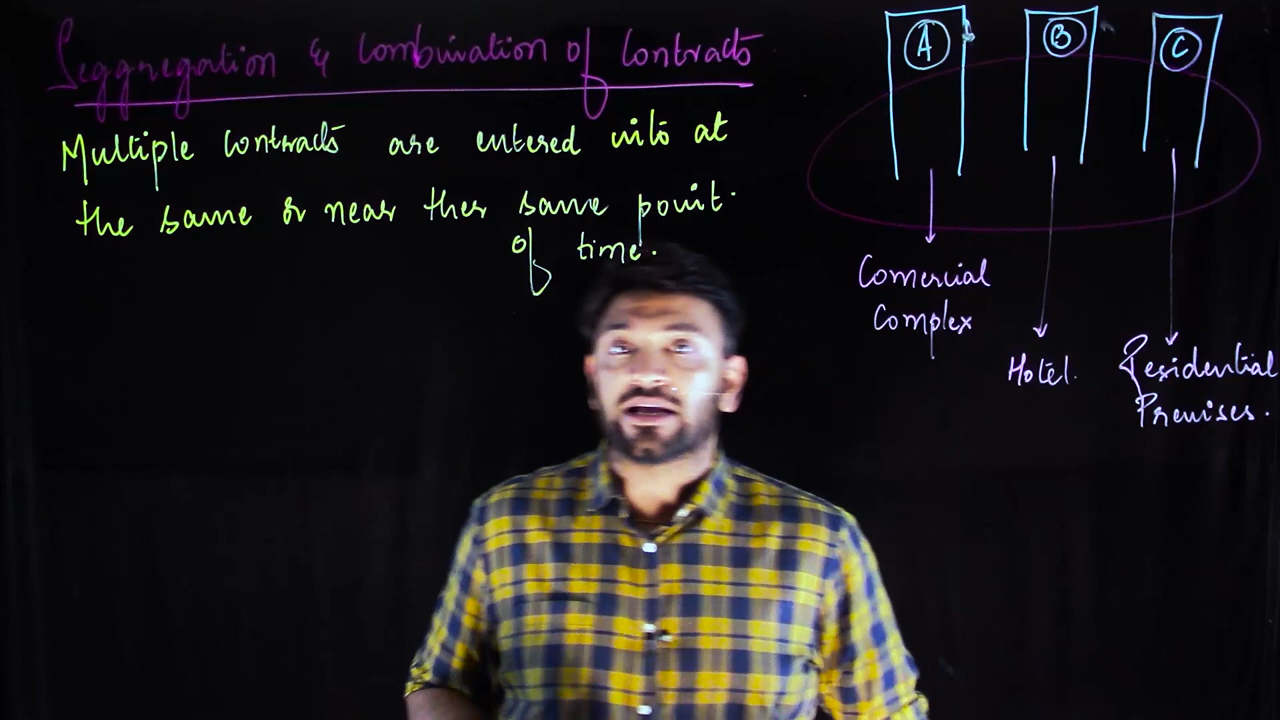 Seggregation & Combination of Contracts
Multiple Contracts are entered into at
the same or near ther same point.
of time.
A
B
C
Comercial
Complex
Hotel.
Residential
Premises.